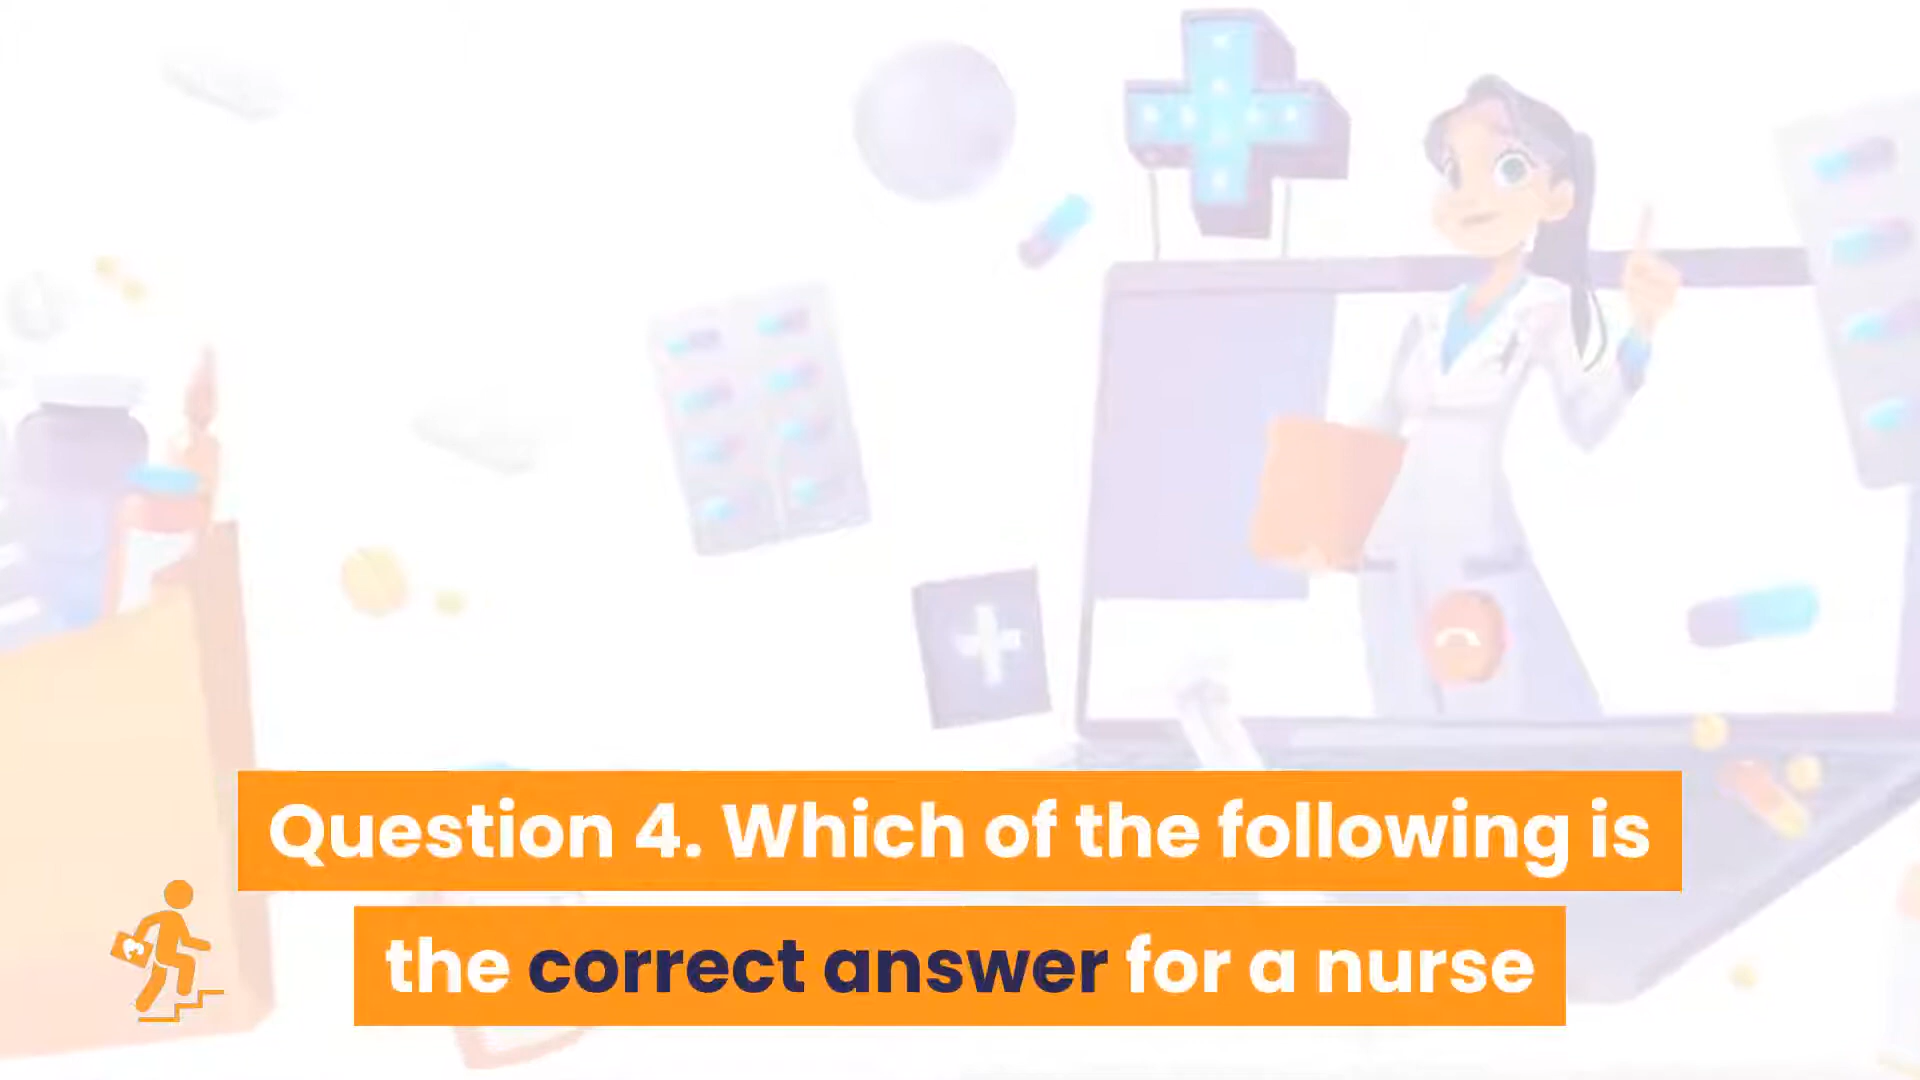 Question 4. Which of the following is
the correct answer for a nurse